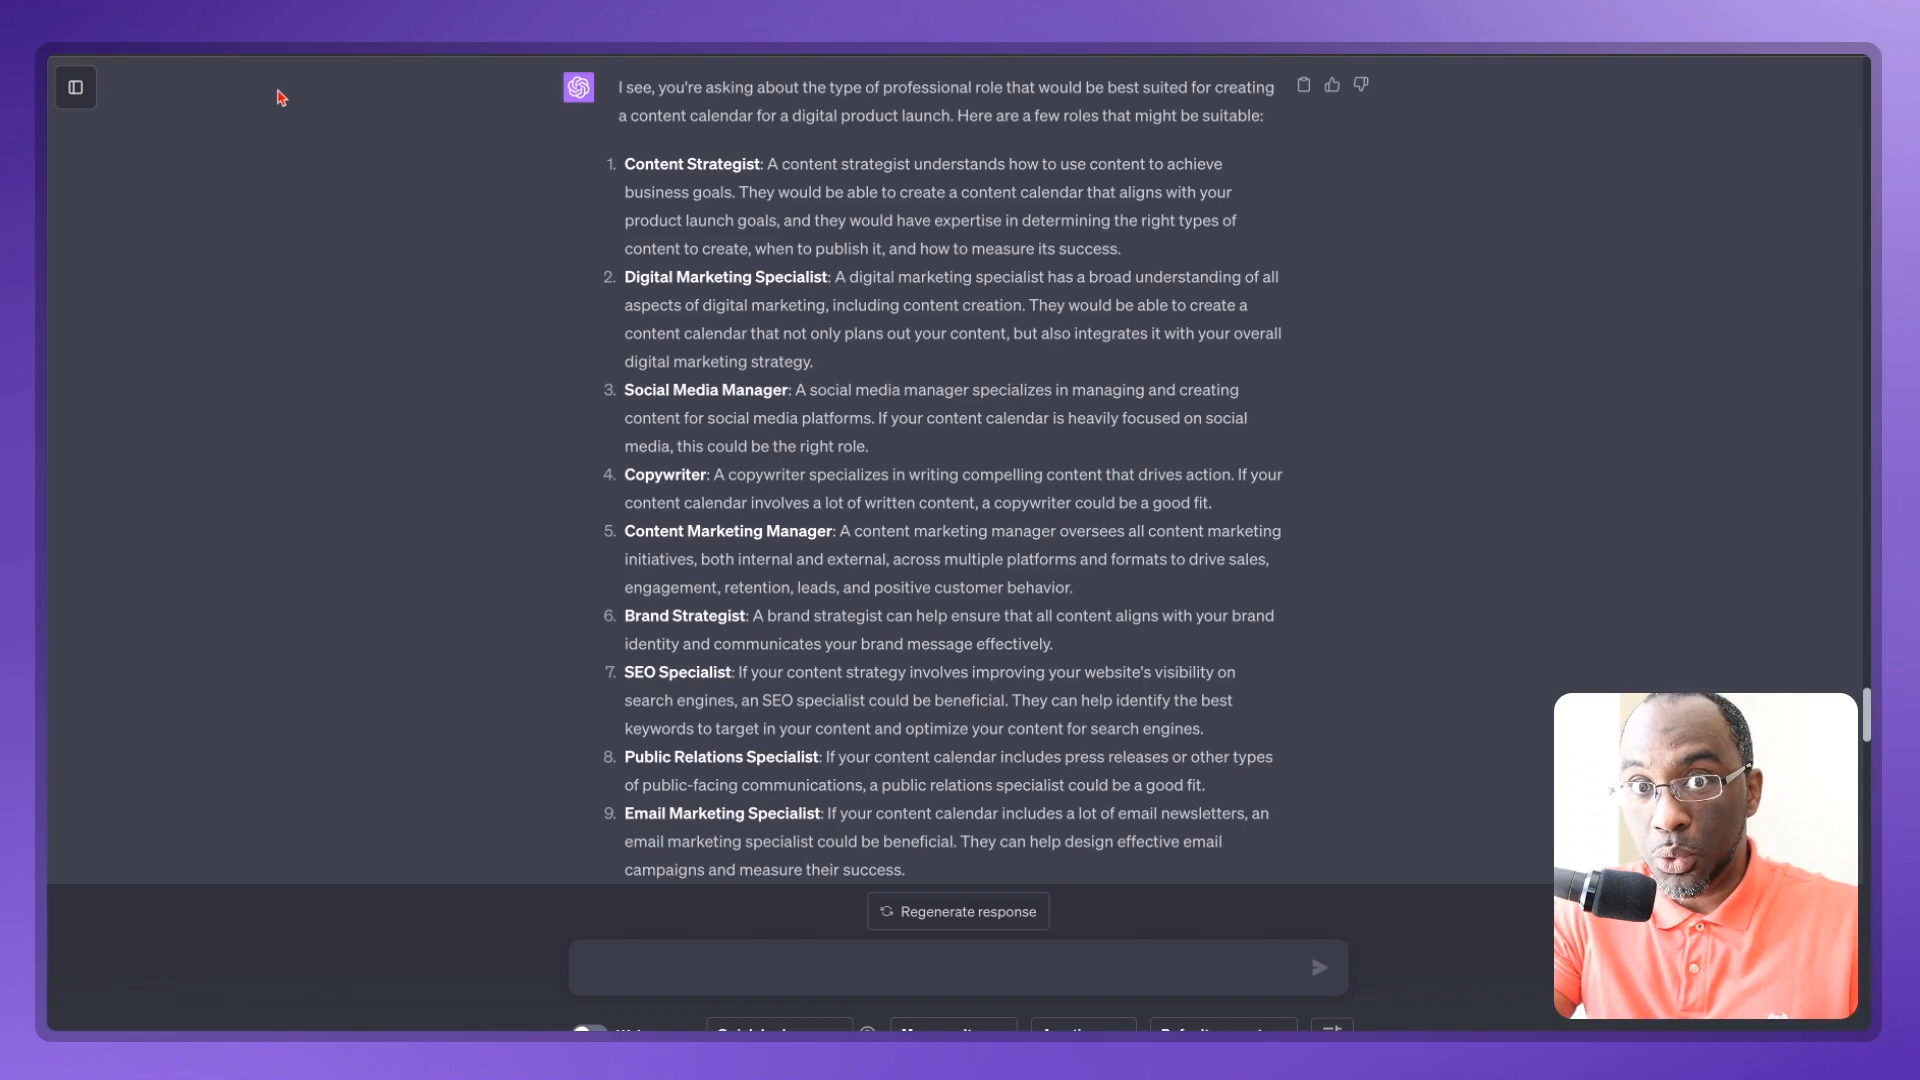 I see, you're asking about the type of professional role that would be best suited for creating
a content calendar for a digital product launch. Here are a few roles that might be suitable:
1. Content Strategist: A content strategist understands how to use content to achieve
business goals. They would be able to create a content calendar that aligns with your
product launch goals, and they would have expertise in determining the right types of
content to create, when to publish it, and how to measure its success.
2. Digital Marketing Specialist: A digital marketing specialist has a broad understanding of all
aspects of digital marketing, including content creation. They would be able to create a
content calendar that not only plans out your content, but also integrates it with your overall
digital marketing strategy.
3. Social Media Manager: A social media manager specializes in managing and creating
content for social media platforms. If your content calendar is heavily focused on social
media, this could be the right role.
4. Copywriter: A copywriter specializes in writing compelling content that drives action. If your
content calendar involves a lot of written content, a copywriter could be a good fit.
5. Content Marketing Manager: A content marketing manager oversees all content marketing
initiatives, both internal and external, across multiple platforms and formats to drive sales,
engagement, retention, leads, and positive customer behavior.
6. Brand Strategist: A brand strategist can help ensure that all content aligns with your brand
identity and communicates your brand message effectively.
7. SEO Specialist: If your content strategy involves improving your website's visibility on
search engines, an SEO specialist could be beneficial. They can help identify the best
keywords to target in your content and optimize your content for search engines.
8. Public Relations Specialist: If your content calendar includes press releases or other types
of public-facing communications, a public relations specialist could be a good fit.
9. Email Marketing Specialist: If your content calendar includes a lot of email newsletters, an
email marketing specialist could be beneficial. They can help design effective email
campaigns and measure their success.
Regenerate response